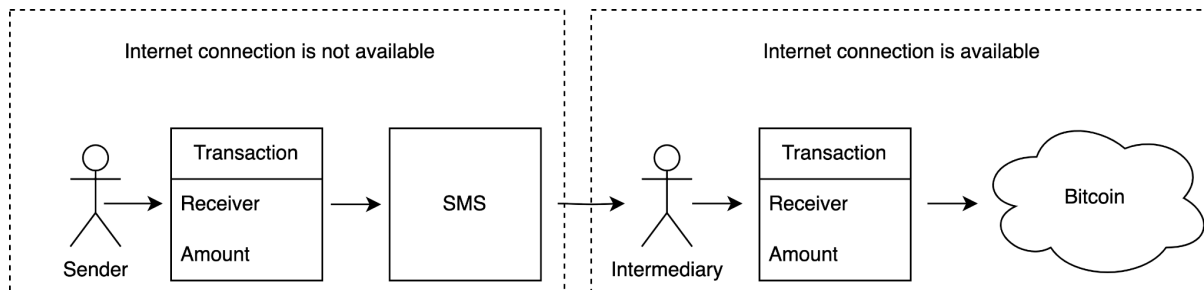 Internet connection is not available
Internet connection is available
Transaction
Receiver
Amount
Sender
SMS
Intermediary
Transaction
Receiver
Amount
Bitcoin